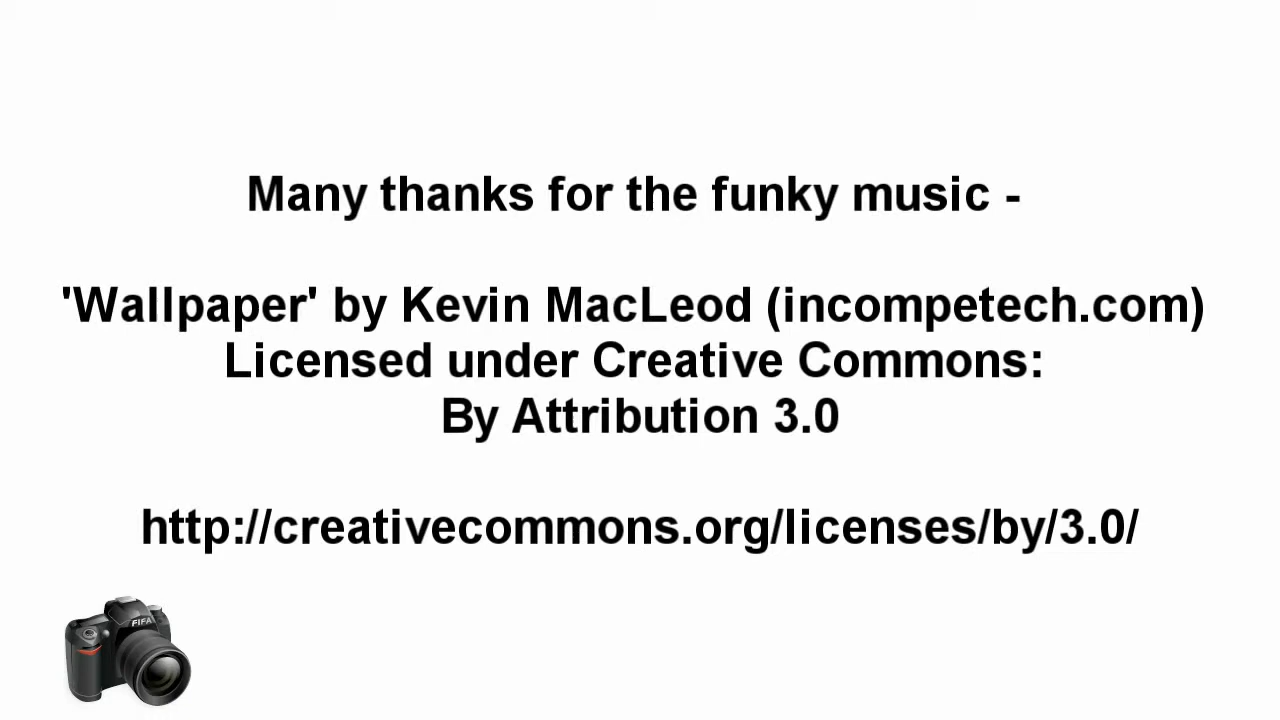 Many thanks for the funky music -
'Wallpaper' by Kevin MacLeod (incompetech.com)
Licensed under Creative Commons:
By Attribution 3.0
http://creativecommons.org/licenses/by/3.0/
FIFA